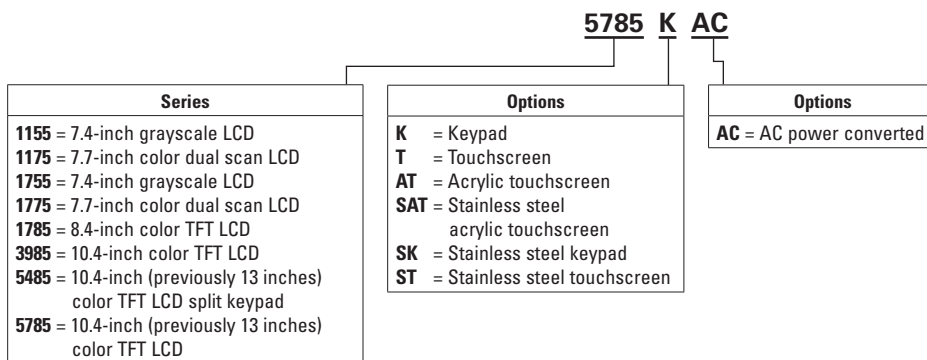 5785 K AC
Series
1155 = 7.4-inch grayscale LCD
1175 = 7.7-inch color dual scan LCD
1755 = 7.4-inch grayscale LCD
1775 = 7.7-inch color dual scan LCD
1785 = 8.4-inch color TFT LCD
3985 = 10.4-inch color TFT LCD
5485 = 10.4-inch (previously 13 inches)
color TFT LCD split keypad
5785 = 10.4-inch (previously 13 inches)
color TFT LCD
Options
K = Keypad
T = Touchscreen
AT = Acrylic touchscreen
SAT = Stainless steel
acrylic touchscreen
SK = Stainless steel keypad
ST = Stainless steel touchscreen
Options
AC = AC power converted